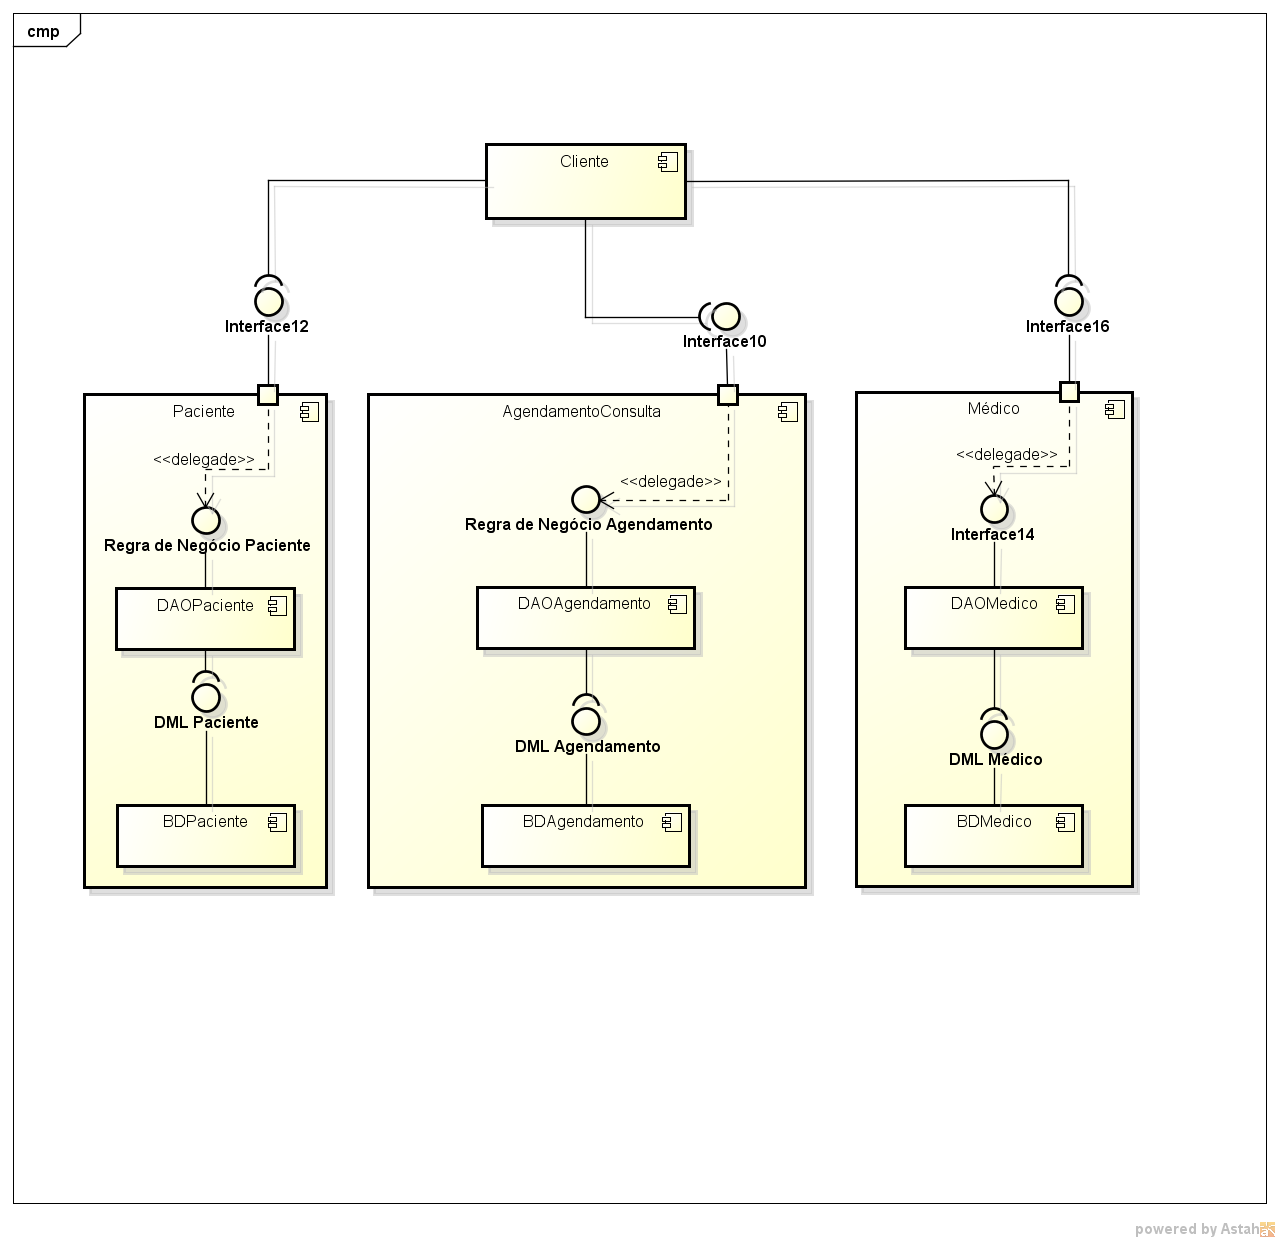 cmp
Cliente
Interface12
Interface10
Interface16
Paciente
AgendamentoConsulta
Médico
<<delegade>>
<<delegade>>
<<delegade>>
Regra de Negócio Paciente
Regra de Negócio Agendamento
Interface14
DAOPaciente
DAOAgendamento
DAOMedico
DML Paciente
DML Agendamento
DML Médico
BDPaciente
BDAgendamento
BDMedico
powered by Astah